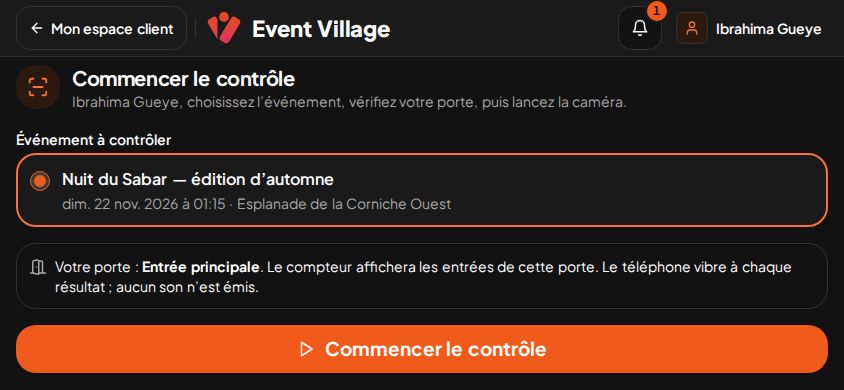 Mon espace client
Event Village
1
Ibrahima Gueye
Commencer le contrôle
Ibrahima Gueye, choisissez l’événement, vérifiez votre porte, puis lancez la caméra.
Événement à contrôler
Nuit du Sabar — édition d’automne
dim. 22 nov. 2026 à 01:15 · Esplanade de la Corniche Ouest
Votre porte : Entrée principale. Le compteur affichera les entrées de cette porte. Le téléphone vibre à chaque
résultat ; aucun son n’est émis.
Commencer le contrôle